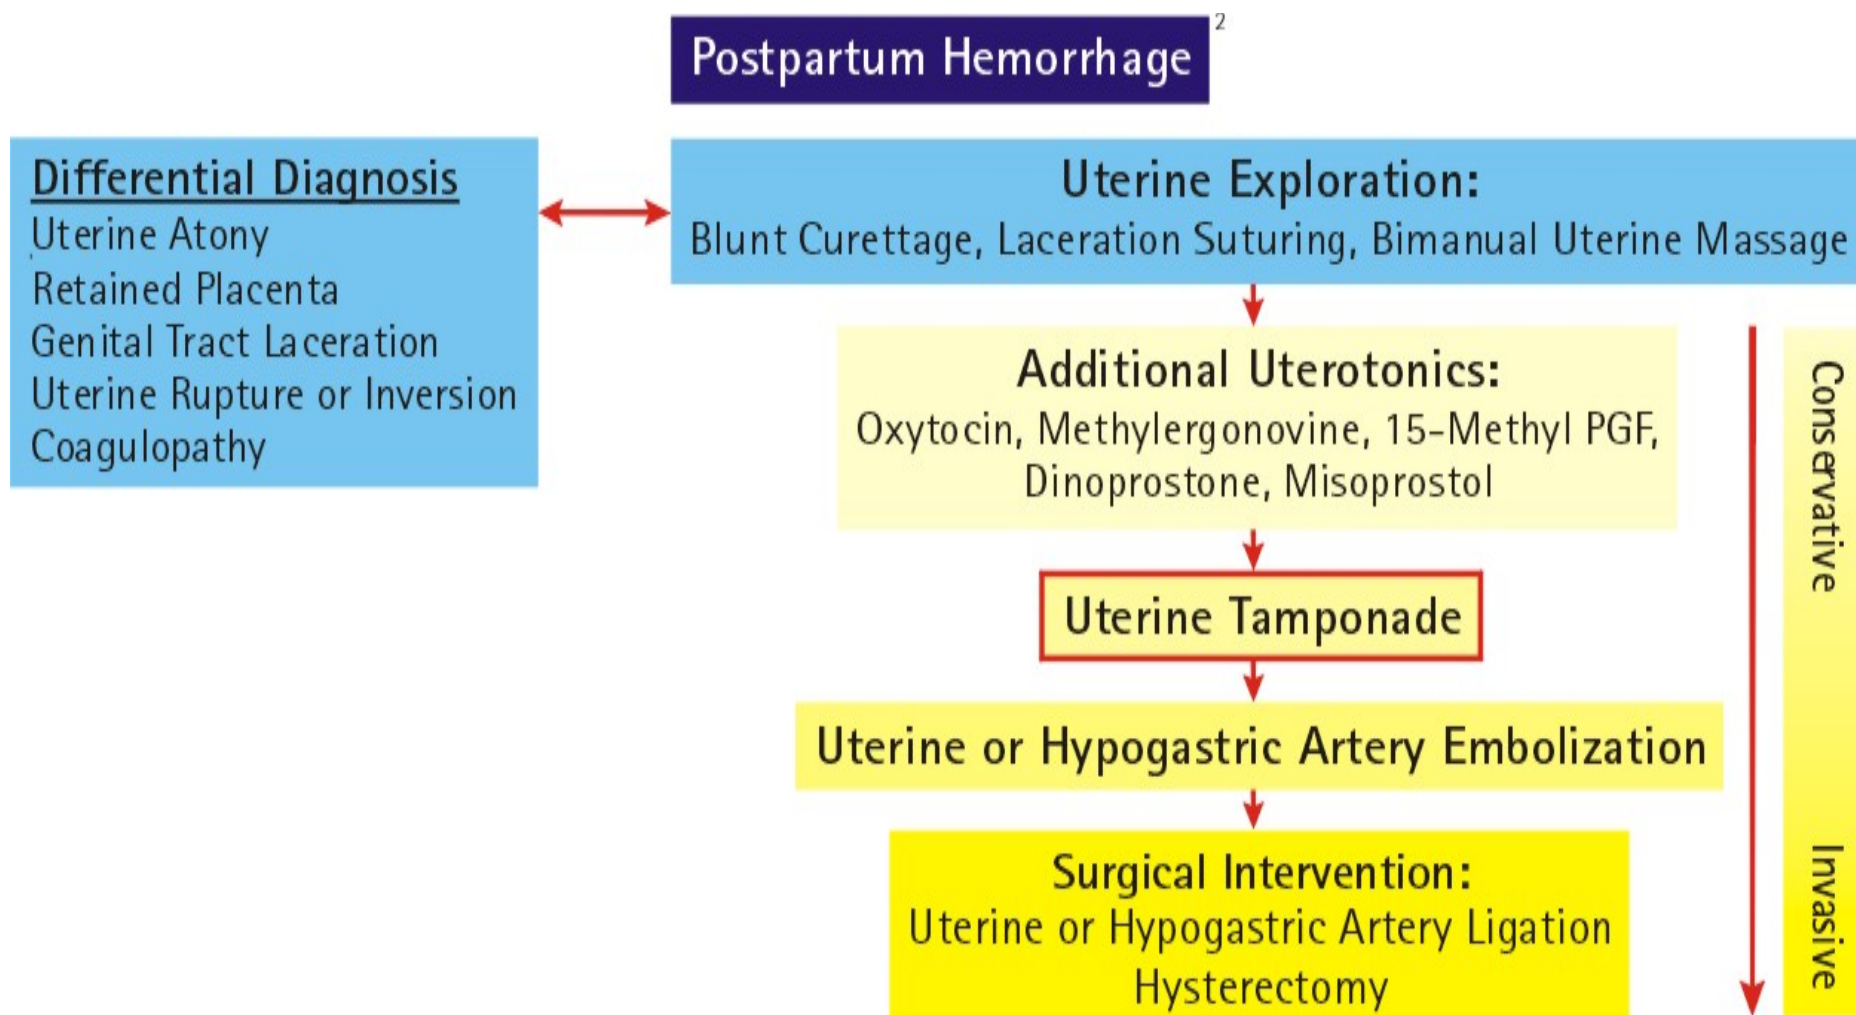 Postpartum Hemorrhage 2
Differential Diagnosis
Uterine Atony
Retained Placenta
Genital Tract Laceration
Uterine Rupture or Inversion
Coagulopathy
Uterine Exploration:
Blunt Curettage, Laceration Suturing, Bimanual Uterine Massage
Additional Uterotonics:
Oxytocin, Methylergonovine, 15-Methyl PGF,
Dinoprostone, Misoprostol
Uterine Tamponade
Uterine or Hypogastric Artery Embolization
Surgical Intervention:
Uterine or Hypogastric Artery Ligation
Hysterectomy
Conservative
Invasive